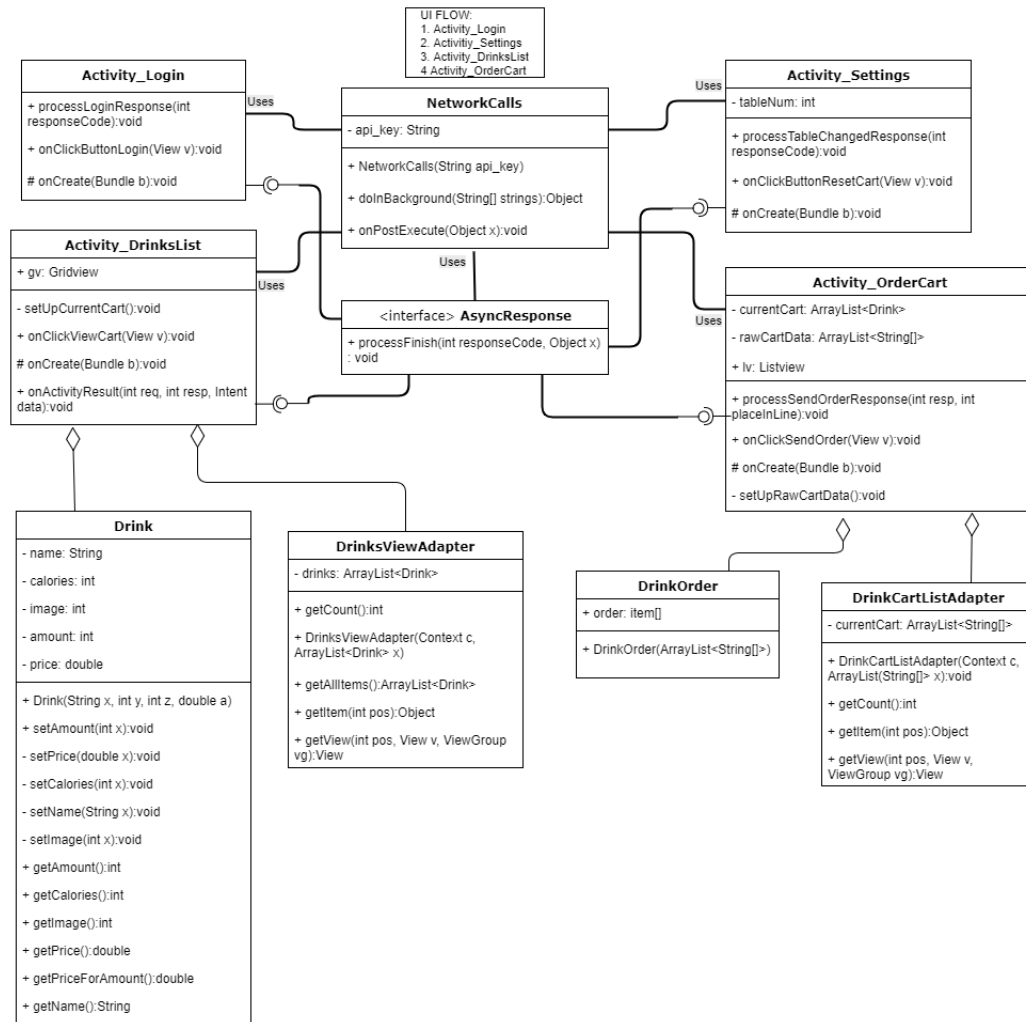 UI FLOW:
1. Activity_Login
2. Activitiy_Settings
3. Activity_DrinksList
4 Activity_OrderCart
Activity_Login
+ processLoginResponse(int
responseCode):void
+ onClickButtonLogin(View v):void
# onCreate(Bundle b):void
Uses
NetworkCalls
- api_key: String
+ NetworkCalls(String api_key)
+ doInBackground(String[] strings):Object
+ onPostExecute(Object x):void
Uses
Activity_Settings
- tableNum: int
+ processTableChangedResponse(int
responseCode):void
+ onClickButtonResetCart(View v):void
# onCreate(Bundle b):void
Activity_DrinksList
+ gv: Gridview
- setUpCurrentCart():void
+ onClickViewCart(View v):void
# onCreate(Bundle b):void
+ onActivityResult(int req, int resp, Intent
data):void
Uses
Uses
<interface> AsyncResponse
+ processFinish(int responseCode, Object x)
: void
Uses
Activity_OrderCart
- currentCart: ArrayList<Drink>
- rawCartData: ArrayList<String[]>
+ lv: Listview
+ processSendOrderResponse(int resp, int
placeInLine):void
+ onClickSendOrder(View v):void
# onCreate(Bundle b):void
- setUpRawCartData():void
Drink
- name: String
- calories: int
- image: int
- amount: int
- price: double
+ Drink(String x, int y, int z, double a)
+ setAmount(int x):void
- setPrice(double x):void
- setCalories(int x):void
- setName(String x):void
- setImage(int x):void
+ getAmount():int
+ getCalories():int
+ getImage():int
+ getPrice():double
+ getPriceForAmount():double
+ getName():String
DrinksViewAdapter
- drinks: ArrayList<Drink>
+ getCount():int
+ DrinksViewAdapter(Context c,
ArrayList<Drink> x)
+ getAllItems():ArrayList<Drink>
+ getItem(int pos):Object
+ getView(int pos, View v, ViewGroup
vg):View
DrinkOrder
+ order: item[]
+ DrinkOrder(ArrayList<String[]>)
DrinkCartListAdapter
- currentCart: ArrayList<String[]>
+ DrinkCartListAdapter(Context c,
ArrayList(String[]> x):void
+ getCount():int
+ getItem(int pos):Object
+ getView(int pos, View v,
ViewGroup vg):View